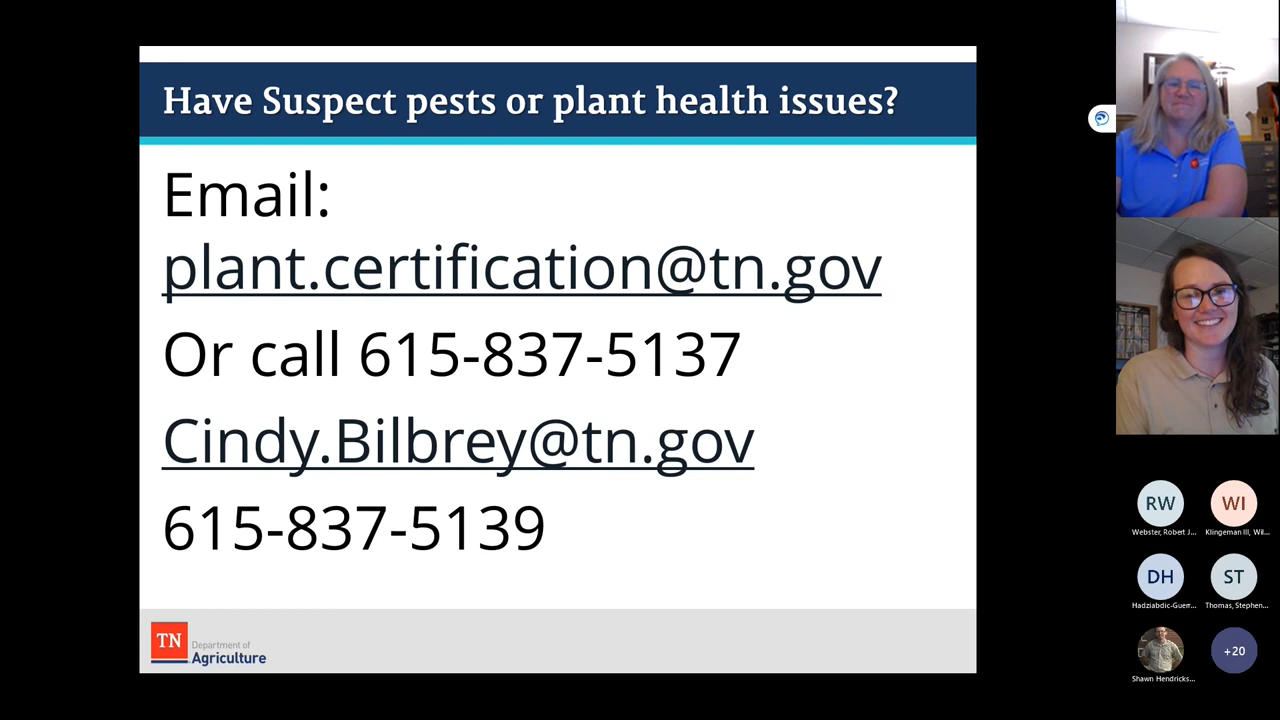 Have Suspect pests or plant health issues?
Email:
plant.certification@tn.gov
Or call 615-837-5137
Cindy.Bilbrey@tn.gov
615-837-5139
TN
Department of
Agriculture
RW
WI
Webster, Robert J...
Klingeman III, Wil...
DH
ST
Hadziabdic-Guerr...
Thomas, Stephen...
+20
Shawn Hendricks...